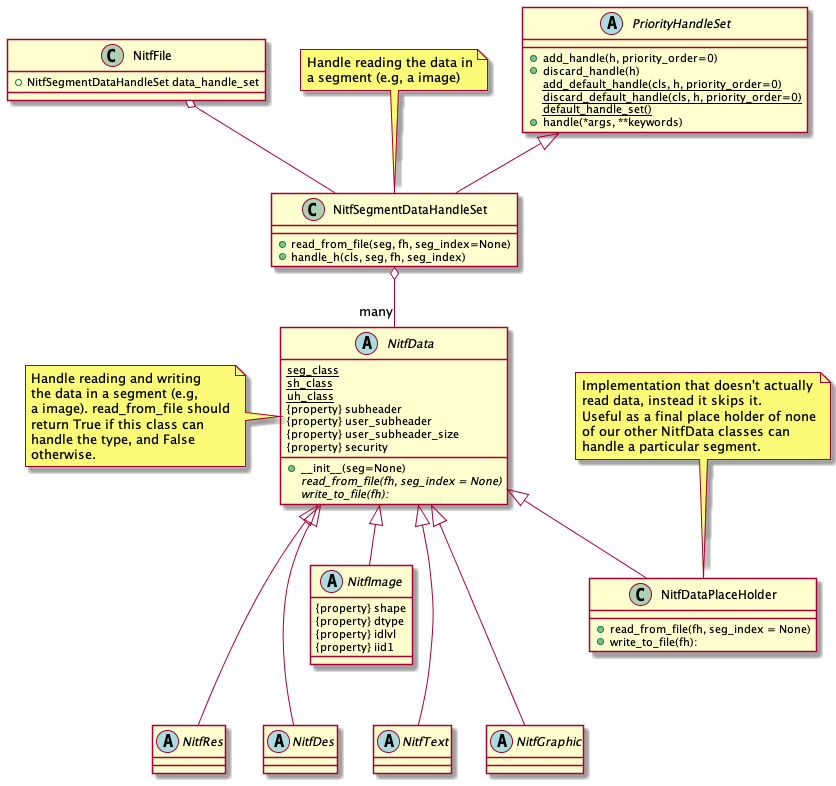 A PriorityHandleSet
add_handle(h, priority_order=0)
discard_handle(h)
add_default_handle(cls, h, priority_order=0)
discard_default_handle(cls, h, priority_order=0)
default_handle_set()
handle(*args, **keywords)
C NitfFile
NitfSegmentDataHandleSet data_handle_set
Handle reading the data in
a segment (e.g, a image)
C NitfSegmentDataHandleSet
read_from_file(seg, fh, seg_index=None)
handle_h(cls, seg, fh, seg_index)
many
A NitfData
seg_class
sh_class
uh_class
{property} subheader
{property} user_subheader
{property} user_subheader_size
{property} security
__init__(seg=None)
read_from_file(fh, seg_index = None)
write_to_file(fh):
Handle reading and writing
the data in a segment (e.g,
a image). read_from_file should
return True if this class can
handle the type, and False
otherwise.
Implementation that doesn't actually
read data, instead it skips it.
Useful as a final place holder of none
of our other NitfData classes can
handle a particular segment.
A NitfImage
{property} shape
{property} dtype
{property} idlvl
{property} iid1
C NitfDataPlaceHolder
read_from_file(fh, seg_index = None)
write_to_file(fh):
A NitfRes
A NitfDes
A NitfText
A NitfGraphic